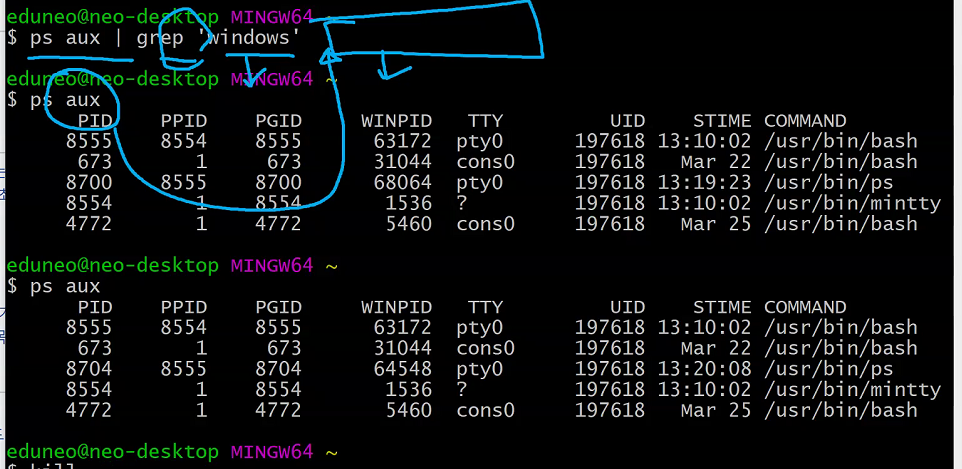 eduneo@neo-desktop MINGW64 ~
$ ps aux | grep 'windows'
eduneo@neo-desktop MINGW64 ~
$ ps aux
PID PPID PGID WINPID TTY UID STIME COMMAND
8555 8554 8555 63172 pty0 197618 13:10:02 /usr/bin/bash
673 1 673 31044 cons0 197618 Mar 22 /usr/bin/bash
8700 8555 8700 68064 pty0 197618 13:19:23 /usr/bin/ps
8554 1 8554 1536 ? 197618 13:10:02 /usr/bin/mintty
4772 1 4772 5460 cons0 197618 Mar 25 /usr/bin/bash
eduneo@neo-desktop MINGW64 ~
$ ps aux
PID PPID PGID WINPID TTY UID STIME COMMAND
8555 8554 8555 63172 pty0 197618 13:10:02 /usr/bin/bash
673 1 673 31044 cons0 197618 Mar 22 /usr/bin/bash
8704 8555 8704 64548 pty0 197618 13:20:08 /usr/bin/ps
8554 1 8554 1536 ? 197618 13:10:02 /usr/bin/mintty
4772 1 4772 5460 cons0 197618 Mar 25 /usr/bin/bash
eduneo@neo-desktop MINGW64 ~
$ kill